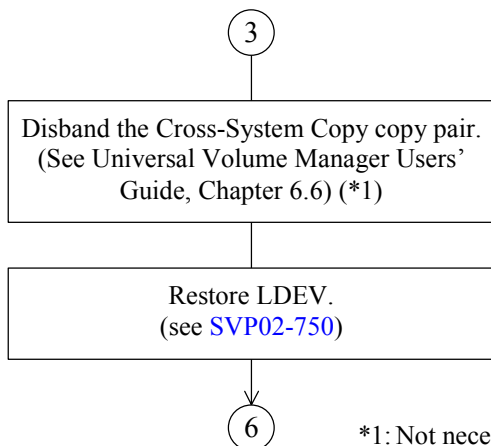 3
Disband the Cross-System Copy copy pair.
(See Universal Volume Manager Users’
Guide, Chapter 6.6) (*1)
Restore LDEV.
(see SVP02-750)
6
*1: Not